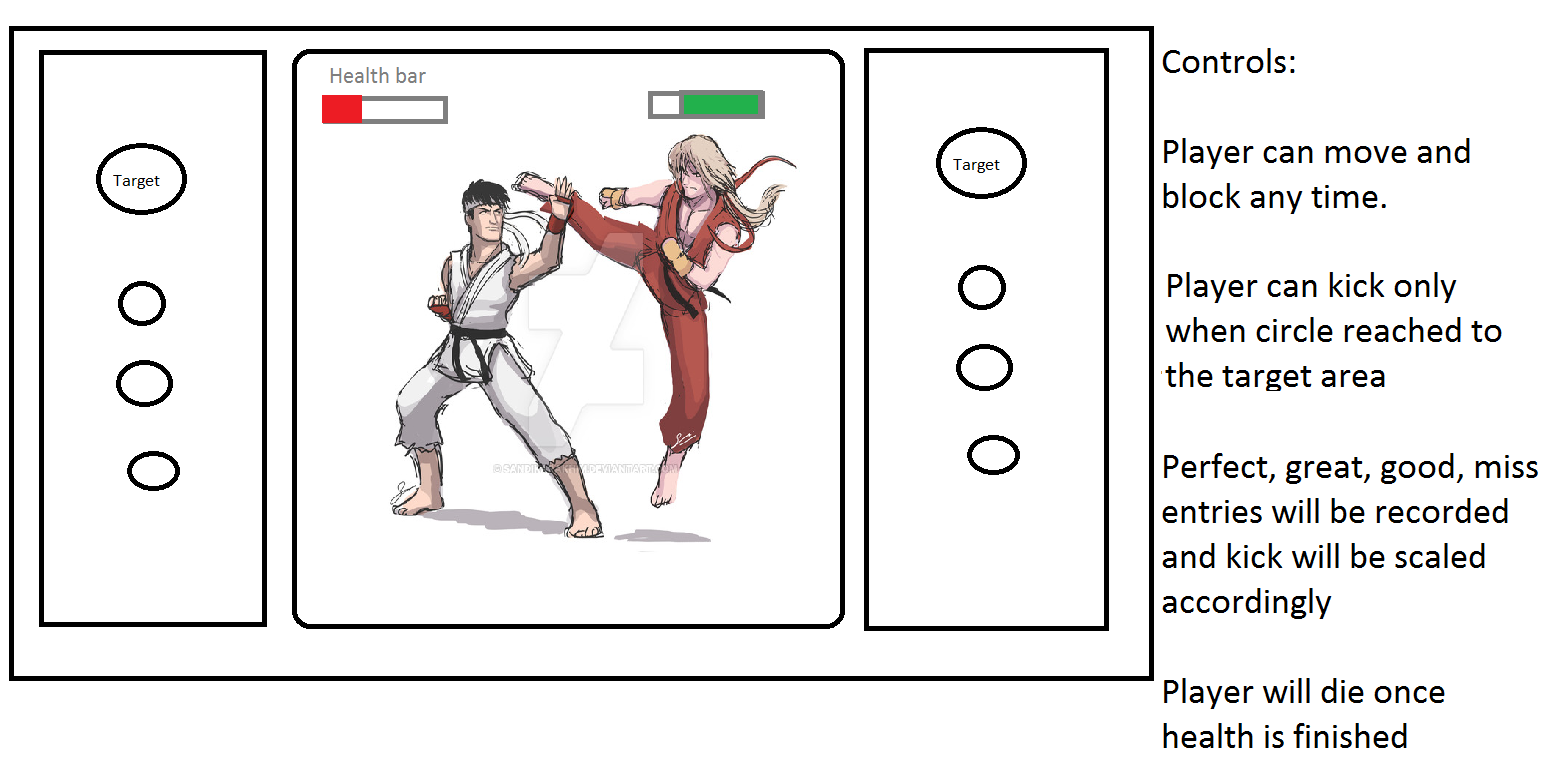 Health bar
Target
Target
Controls:
Player can move and
block any time.
Player can kick only
when circle reached to
the target area
Perfect, great, good, miss
entries will be recorded
and kick will be scaled
accordingly
Player will die once
health is finished